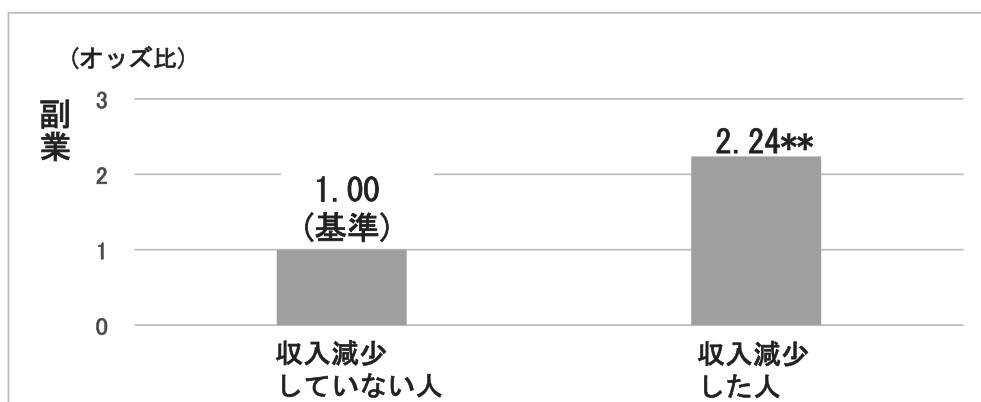 (オッズ比)
副業
3
2
1
0
1.00
(基準)
2.24**
収入減少
していない人
収入減少
した人